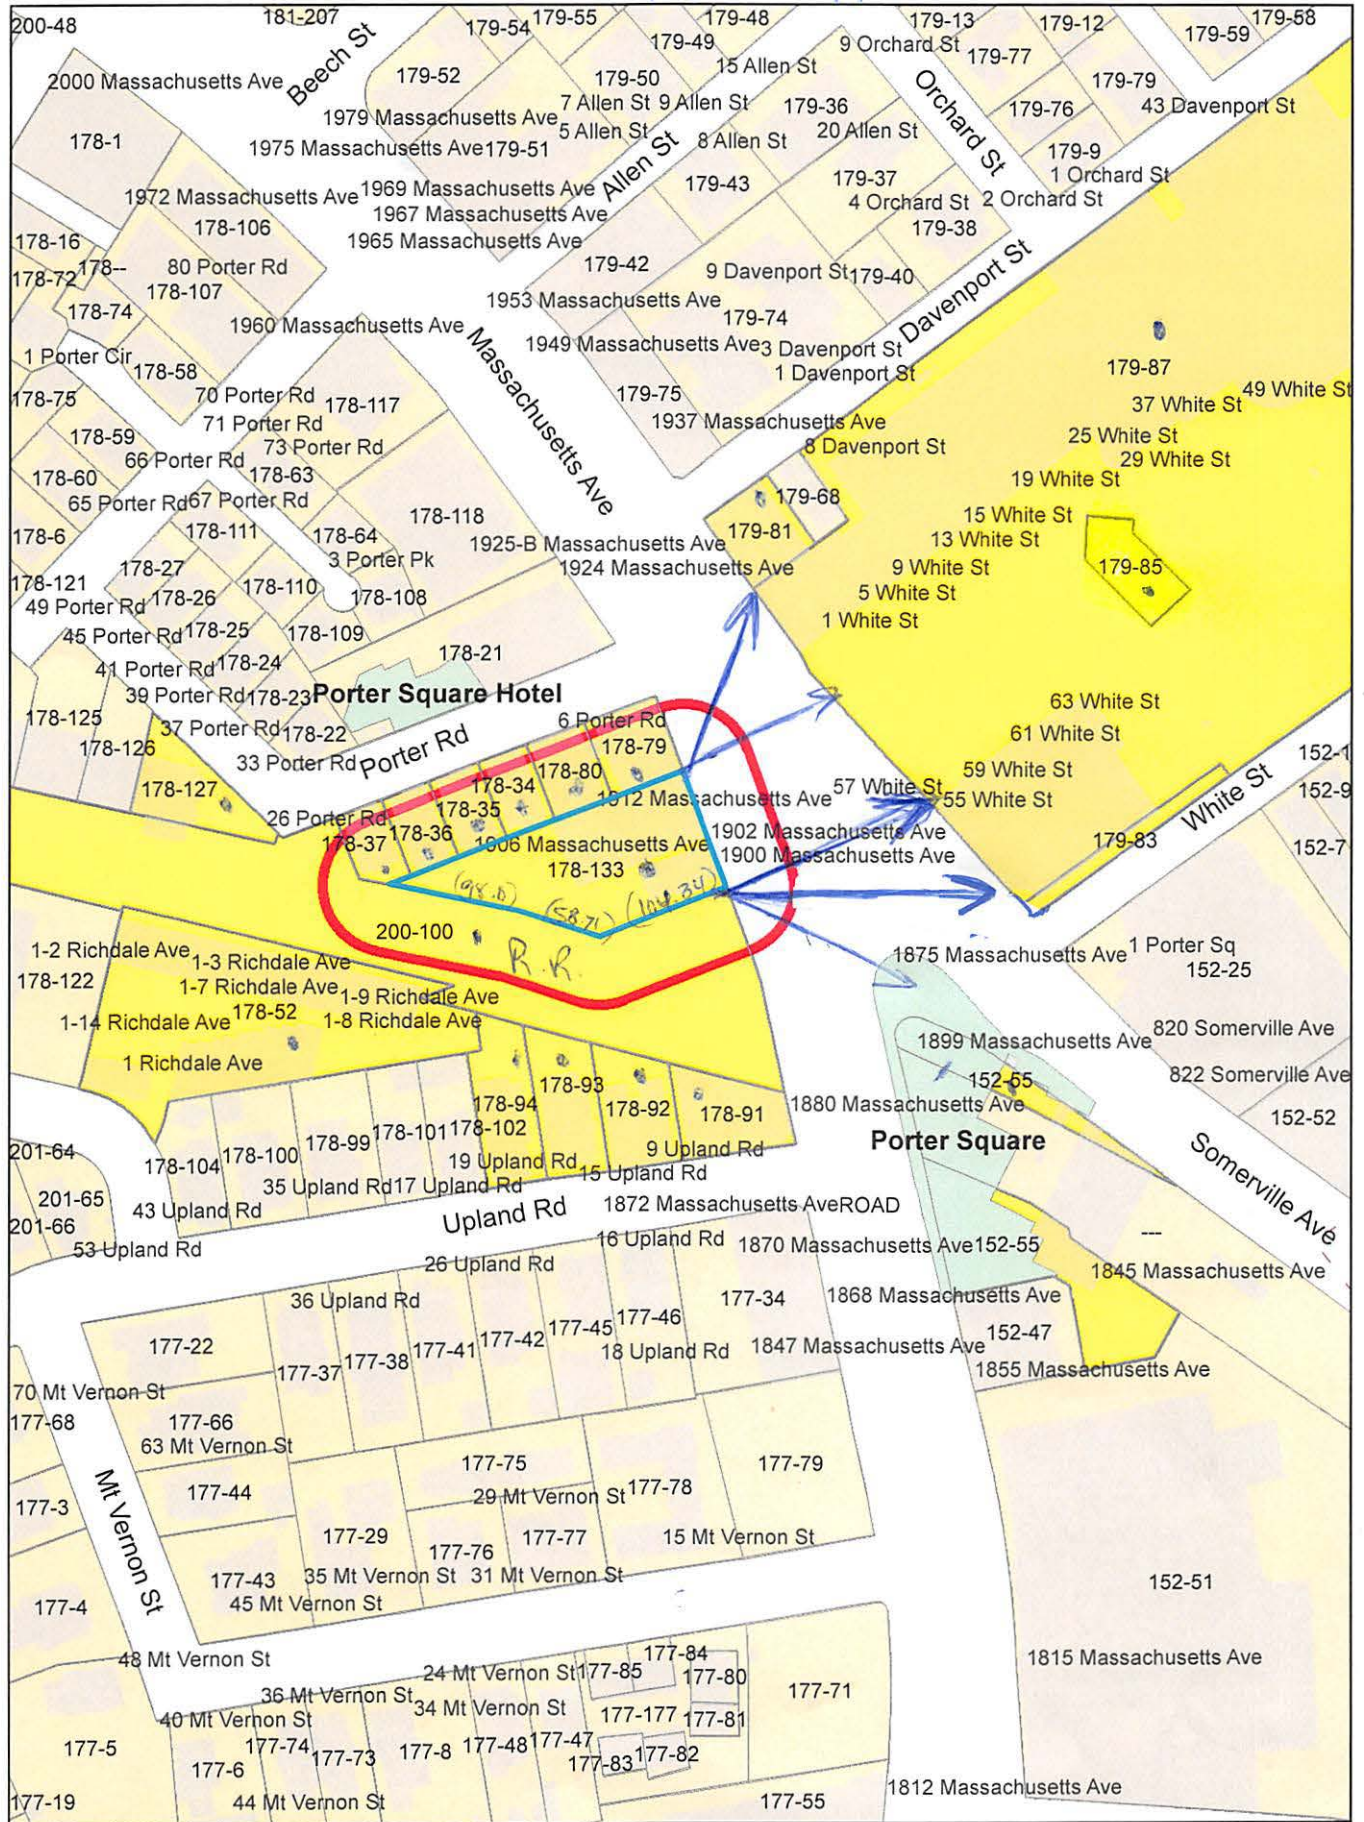 200-48
181-207
179-54
179-55
179-48
179-13
179-12
179-58
179-59
Beech St
179-49
9 Orchard St
179-77
2000 Massachusetts Ave
179-52
179-50
15 Allen St
179-79
7 Allen St
9 Allen St
179-36
Orchard St
179-76
43 Davenport St
1979 Massachusetts Ave
5 Allen St
8 Allen St
20 Allen St
178-1
1975 Massachusetts Ave
179-51
Allen St
179-9
1 Orchard St
1972 Massachusetts Ave
1969 Massachusetts Ave
179-43
179-37
4 Orchard St
2 Orchard St
1967 Massachusetts Ave
178-106
1965 Massachusetts Ave
179-38
178-16
178-72
178--
80 Porter Rd
178-107
179-42
9 Davenport St
179-40
Davenport St
178-74
1960 Massachusetts Ave
1953 Massachusetts Ave
179-74
Massachusetts Ave
1949 Massachusetts Ave
3 Davenport St
1 Davenport St
1 Porter Cir
178-58
179-87
178-75
70 Porter Rd
178-117
179-75
49 White St
37 White St
71 Porter Rd
1937 Massachusetts Ave
178-59
73 Porter Rd
8 Davenport St
25 White St
66 Porter Rd
178-63
29 White St
178-60
19 White St
65 Porter Rd
67 Porter Rd
179-68
178-118
15 White St
178-6
178-111
178-64
179-81
1925-B Massachusetts Ave
13 White St
3 Porter Pk
1924 Massachusetts Ave
9 White St
179-85
178-121
178-27
178-110
178-108
5 White St
49 Porter Rd
178-26
1 White St
45 Porter Rd
178-25
178-109
178-21
41 Porter Rd
178-24
Porter Square Hotel
39 Porter Rd
178-23
63 White St
178-125
37 Porter Rd
178-22
6 Porter Rd
61 White St
178-126
33 Porter Rd
Porter Rd
178-79
152-1
178-127
178-34
178-80
57 White St
59 White St
55 White St
White St
152-9
178-35
1912 Massachusetts Ave
26 Porter Rd
178-36
178-37
1902 Massachusetts Ave
179-83
152-7
1906 Massachusetts Ave
1900 Massachusetts Ave
178-133
(98.0)
(58.71)
(104.34)
200-100
R.R.
1-2 Richdale Ave
1-3 Richdale Ave
1875 Massachusetts Ave
1 Porter Sq
152-25
178-122
1-7 Richdale Ave
1-9 Richdale Ave
1-14 Richdale Ave
178-52
1-8 Richdale Ave
820 Somerville Ave
1 Richdale Ave
1899 Massachusetts Ave
822 Somerville Ave
178-93
152-55
178-94
178-92
178-91
1880 Massachusetts Ave
152-52
201-64
178-104
178-100
178-99
178-101
178-102
Porter Square
Somerville Ave
19 Upland Rd
9 Upland Rd
15 Upland Rd
201-65
35 Upland Rd
17 Upland Rd
43 Upland Rd
Upland Rd
1872 Massachusetts Ave
ROAD
201-66
53 Upland Rd
16 Upland Rd
1870 Massachusetts Ave
152-55
---
26 Upland Rd
1845 Massachusetts Ave
36 Upland Rd
177-34
1868 Massachusetts Ave
177-22
177-37
177-38
177-41
177-42
177-45
177-46
18 Upland Rd
1847 Massachusetts Ave
152-47
1855 Massachusetts Ave
70 Mt Vernon St
177-68
177-66
63 Mt Vernon St
177-75
177-79
177-44
29 Mt Vernon St
177-78
177-3
Mt Vernon St
177-29
177-76
177-77
15 Mt Vernon St
177-43
35 Mt Vernon St
31 Mt Vernon St
152-51
177-4
45 Mt Vernon St
48 Mt Vernon St
177-84
1815 Massachusetts Ave
24 Mt Vernon St
177-85
177-80
36 Mt Vernon St
177-71
40 Mt Vernon St
34 Mt Vernon St
177-177
177-81
177-5
177-74
177-73
177-8
177-48
177-47
177-6
177-83
177-82
177-19
44 Mt Vernon St
177-55
1812 Massachusetts Ave